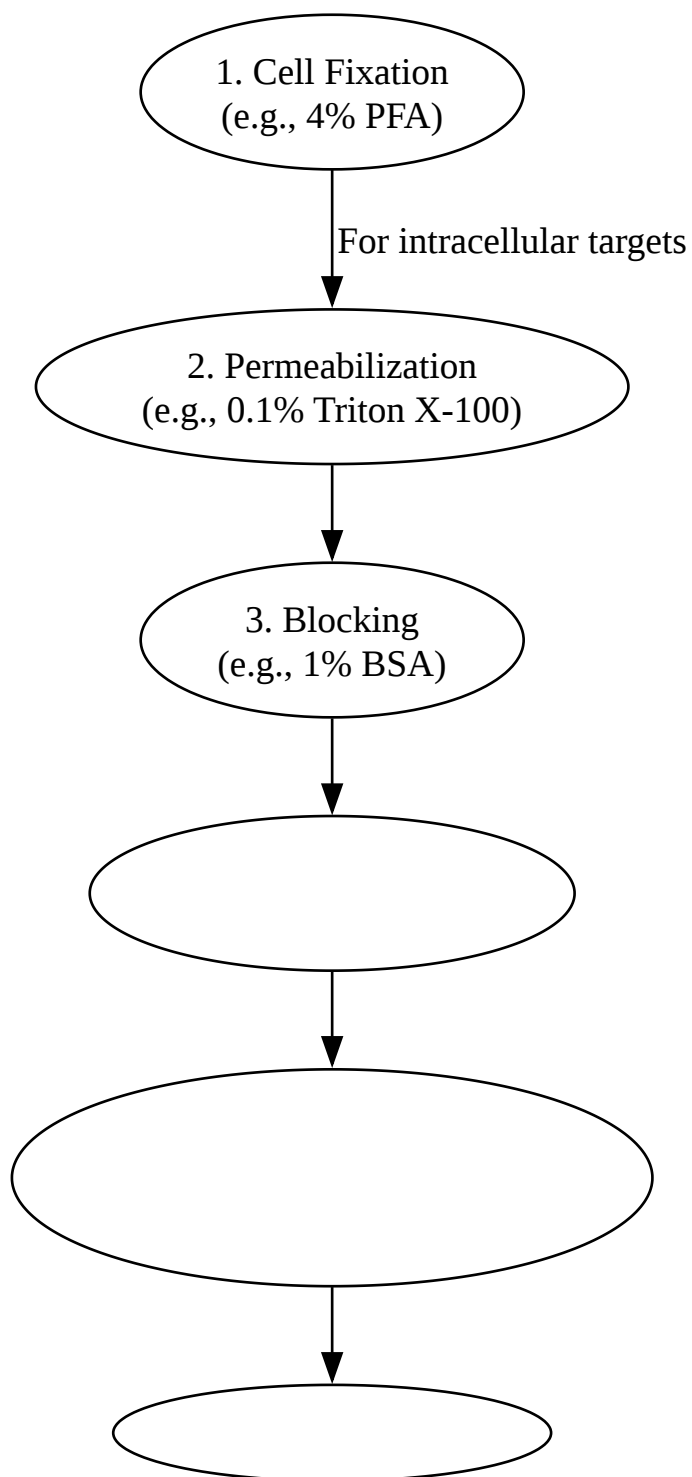 1. Cell Fixation
(e.g., 4% PFA)
For intracellular targets
2. Permeabilization
(e.g., 0.1% Triton X-100)
3. Blocking
(e.g., 1% BSA)